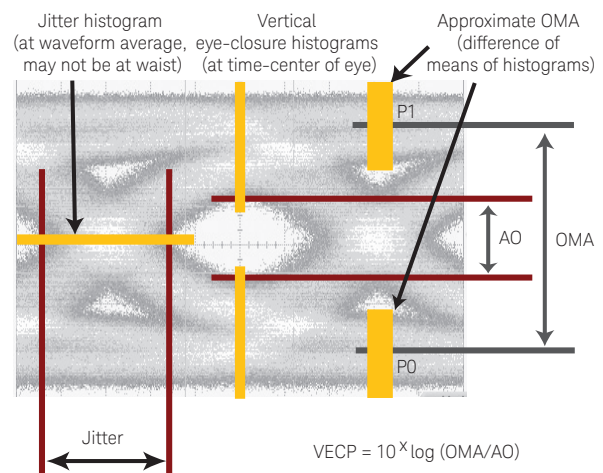 Jitter histogram
(at waveform average,
may not be at waist)
Vertical
eye-closure histograms
(at time-center of eye)
Approximate OMA
(difference of
means of histograms)
P1
AO
OMA
P0
Jitter
VECP = 10 x log (OMA/AO)